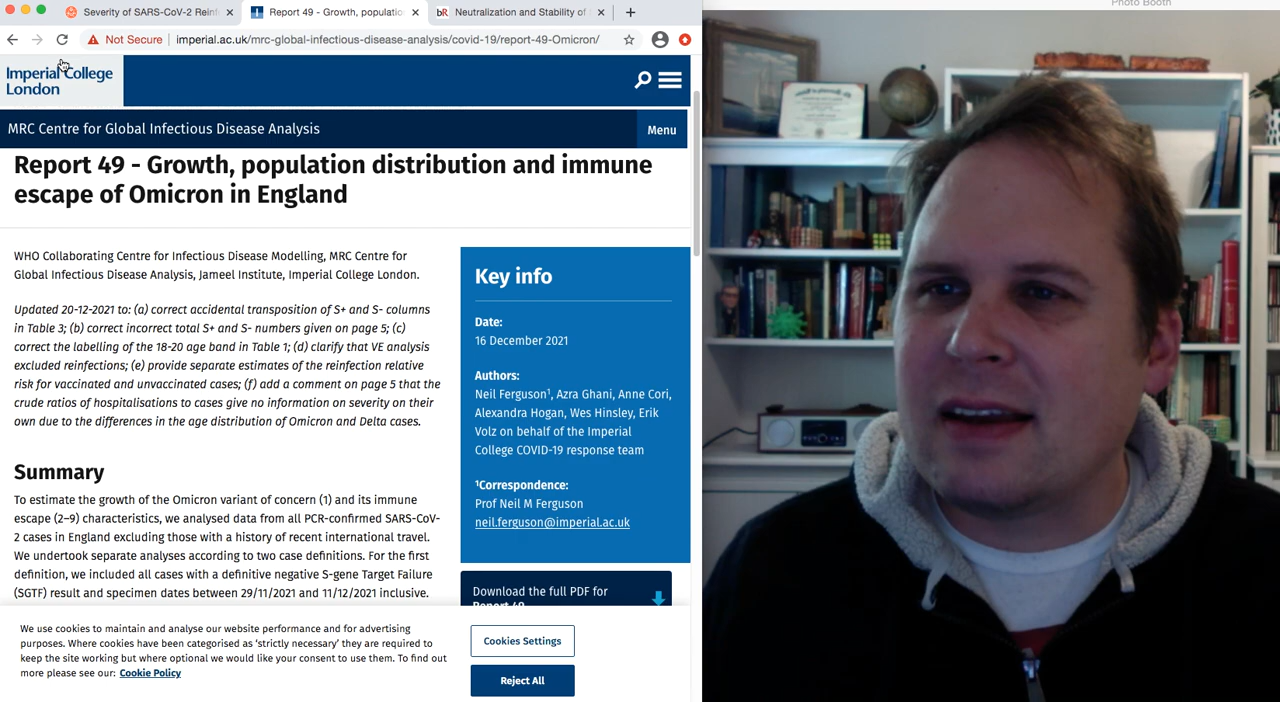 Photo Booth
Severity of SARS-CoV-2 Reinf
Report 49 - Growth, populatio
Neutralization and Stability of
Not Secure
imperial.ac.uk/mrc-global-infectious-disease-analysis/covid-19/report-49-Omicron/
Imperial College
London
MRC Centre for Global Infectious Disease Analysis
Menu
Report 49 - Growth, population distribution and immune
escape of Omicron in England
WHO Collaborating Centre for Infectious Disease Modelling, MRC Centre for
Global Infectious Disease Analysis, Jameel Institute, Imperial College London.
Updated 20-12-2021 to: (a) correct accidental transposition of S+ and S- columns
in Table 3; (b) correct incorrect total S+ and S- numbers given on page 5; (c)
correct the labelling of the 18-20 age band in Table 1; (d) clarify that VE analysis
excluded reinfections; (e) provide separate estimates of the reinfection relative
risk for vaccinated and unvaccinated cases; (f) add a comment on page 5 that the
crude ratios of hospitalisations to cases give no information on severity on their
own due to the differences in the age distribution of Omicron and Delta cases.
Summary
To estimate the growth of the Omicron variant of concern (1) and its immune
escape (2–9) characteristics, we analysed data from all PCR-confirmed SARS-CoV-
2 cases in England excluding those with a history of recent international travel.
We undertook separate analyses according to two case definitions. For the first
definition, we included all cases with a definitive negative S-gene Target Failure
(SGTF) result and specimen dates between 29/11/2021 and 11/12/2021 inclusive.
Key info
Date:
16 December 2021
Authors:
Neil Ferguson¹, Azra Ghani, Anne Cori,
Alexandra Hogan, Wes Hinsley, Erik
Volz on behalf of the Imperial
College COVID-19 response team
¹Correspondence:
Prof Neil M Ferguson
neil.ferguson@imperial.ac.uk
Download the full PDF for
Report 49
We use cookies to maintain and analyse our website performance and for advertising
purposes. Where cookies have been categorised as ‘strictly necessary’ they are required to
keep the site working but where optional we would like your consent to use them. To find out
more please see our: Cookie Policy
Cookies Settings
Reject All